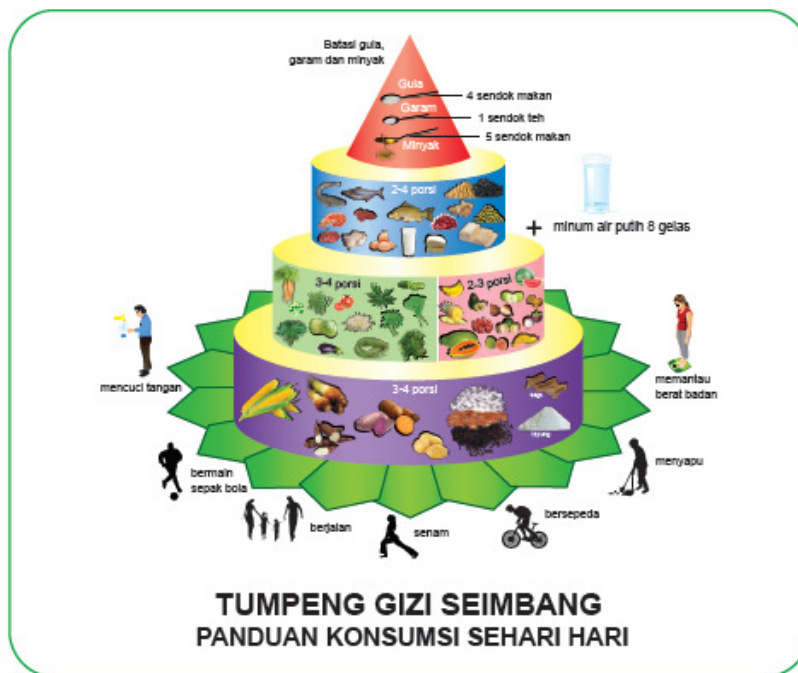 Batasi gula,
garam dan minyak
Gula
4 sendok makan
Garam
1 sendok teh
5 sendok makan
Minyak
2-4 porsi
+ minum air putih 8 gelas
3-4 porsi
2-3 porsi
mencuci tangan
memantau
berat badan
3-4 porsi
sagu
tepung
bermain
sepak bola
menyapu
berjalan
senam
bersepeda
TUMPENG GIZI SEIMBANG
PANDUAN KONSUMSI SEHARI HARI